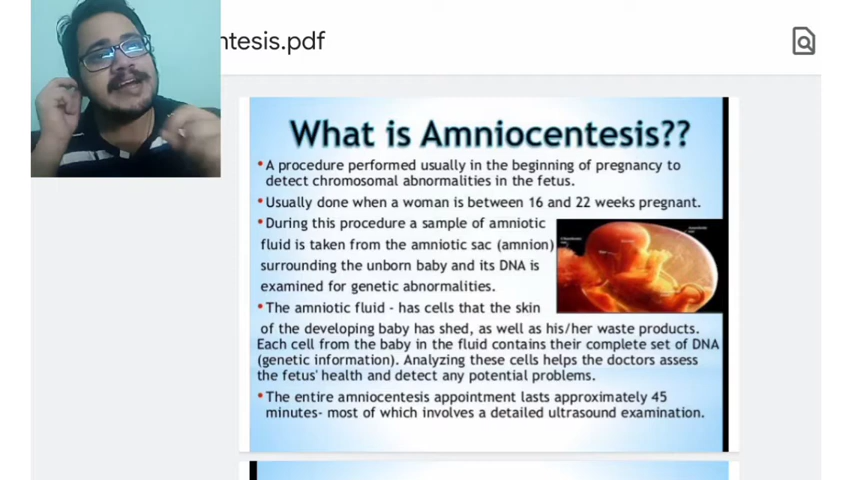 ntesis.pdf
What is Amniocentesis??
• A procedure performed usually in the beginning of pregnancy to
detect chromosomal abnormalities in the fetus.
• Usually done when a woman is between 16 and 22 weeks pregnant.
• During this procedure a sample of amniotic
fluid is taken from the amniotic sac (amnion)
surrounding the unborn baby and its DNA is
examined for genetic abnormalities.
• The amniotic fluid - has cells that the skin
of the developing baby has shed, as well as his/her waste products.
Each cell from the baby in the fluid contains their complete set of DNA
(genetic information). Analyzing these cells helps the doctors assess
the fetus' health and detect any potential problems.
• The entire amniocentesis appointment lasts approximately 45
minutes- most of which involves a detailed ultrasound examination.